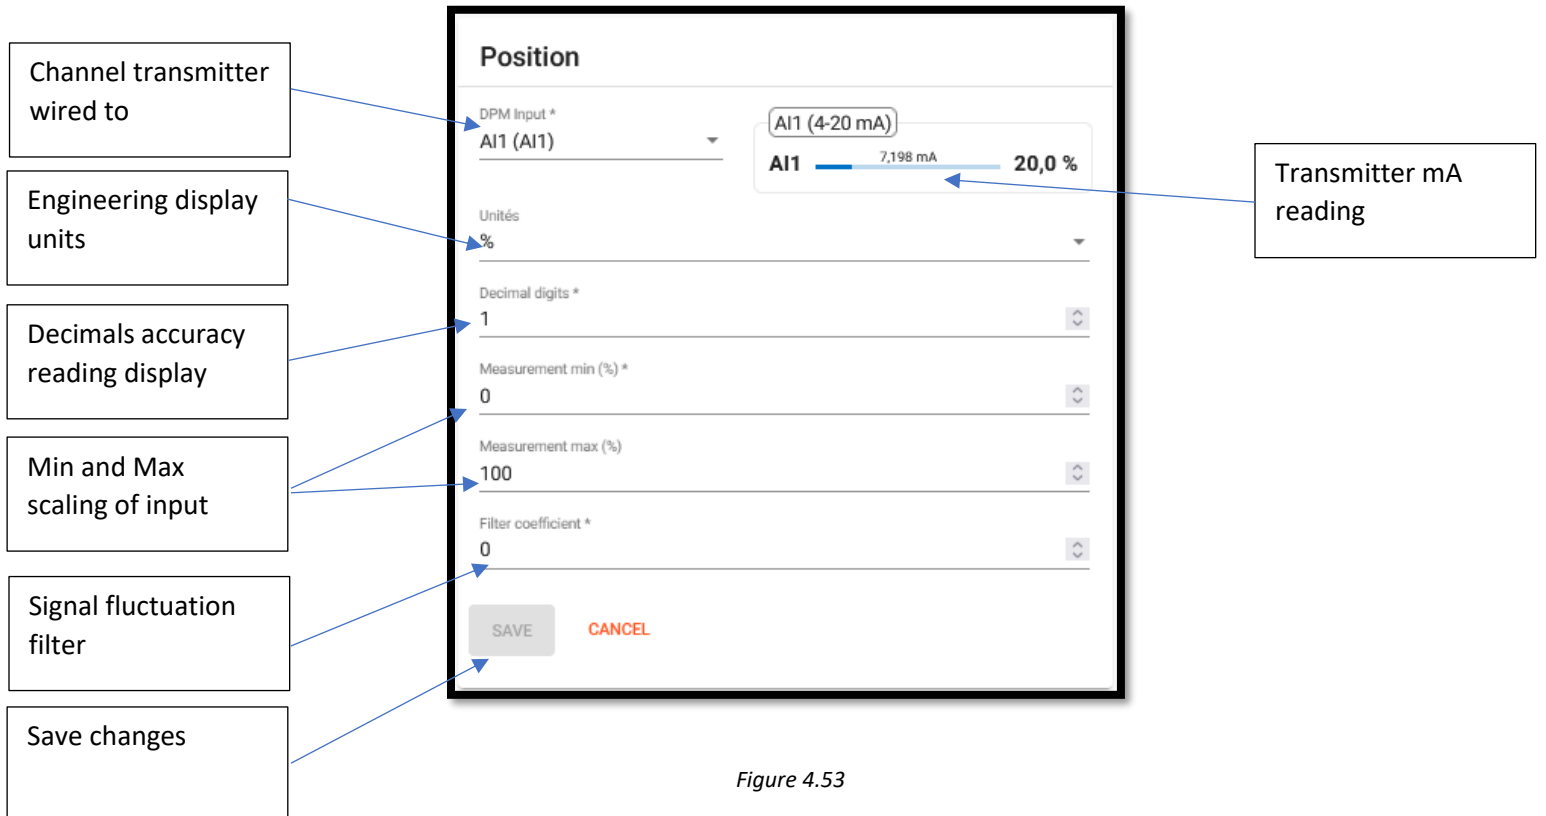 Channel transmitter
wired to
Engineering display
units
Decimals accuracy
reading display
Min and Max
scaling of input
Signal fluctuation
filter
Save changes
Position
DPM Input *
AI1 (AI1)
AI1 (4-20 mA)
AI1 7,198 mA 20,0 %
Unités
%
Decimal digits *
1
Measurement min (%) *
0
Measurement max (%)
100
Filter coefficient *
0
SAVE CANCEL
Transmitter mA
reading
Figure 4.53